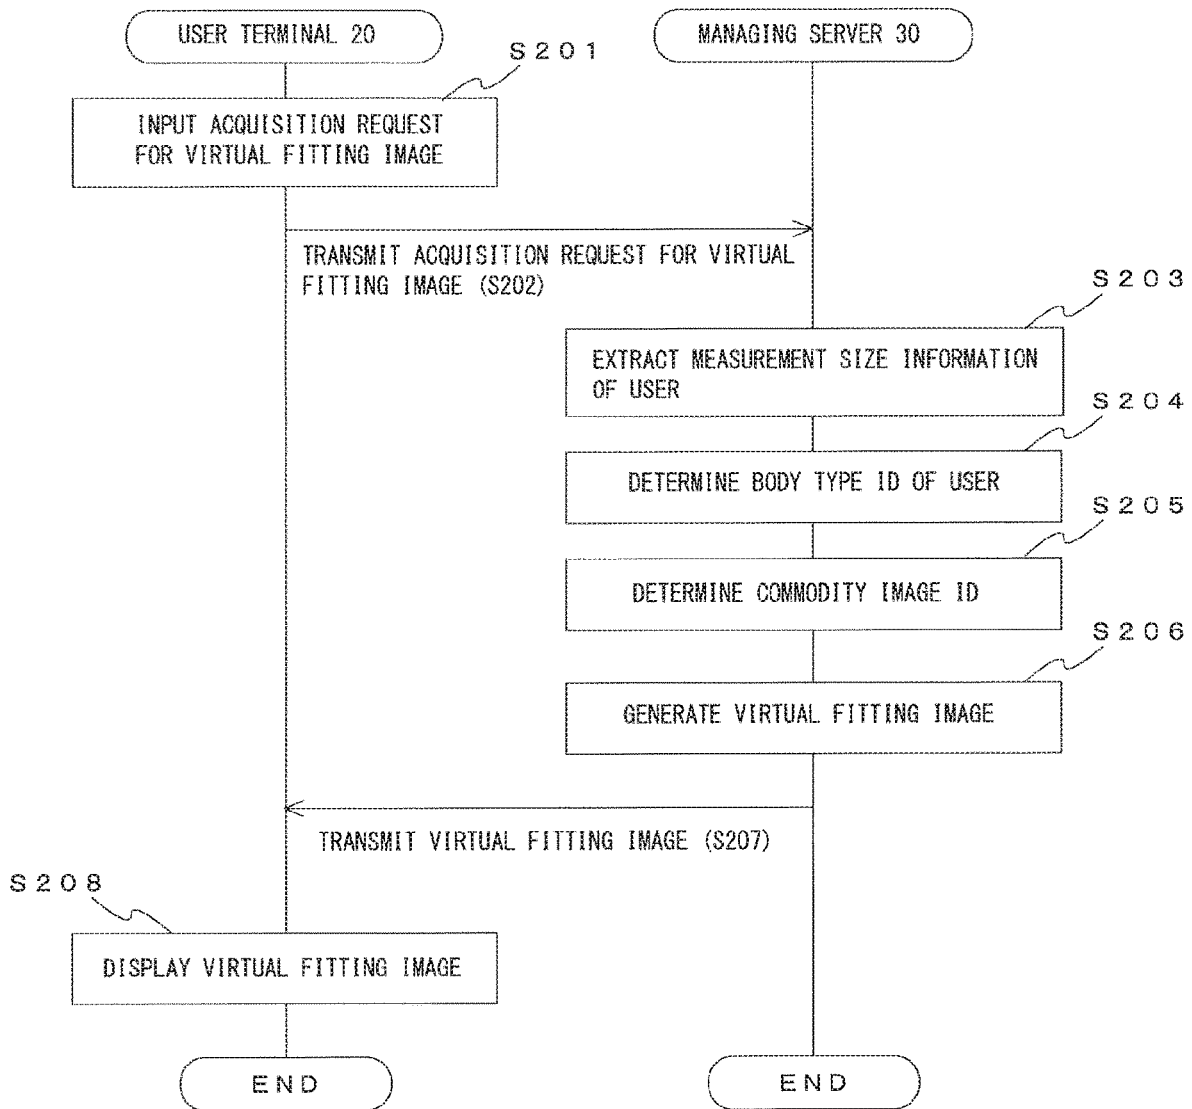 USER TERMINAL 20
MANAGING SERVER 30
S201
INPUT ACQUISITION REQUEST
FOR VIRTUAL FITTING IMAGE
TRANSMIT ACQUISITION REQUEST FOR VIRTUAL
FITTING IMAGE (S202)
S203
EXTRACT MEASUREMENT SIZE INFORMATION
OF USER
S204
DETERMINE BODY TYPE ID OF USER
S205
DETERMINE COMMODITY IMAGE ID
S206
GENERATE VIRTUAL FITTING IMAGE
TRANSMIT VIRTUAL FITTING IMAGE (S207)
S208
DISPLAY VIRTUAL FITTING IMAGE
END
END